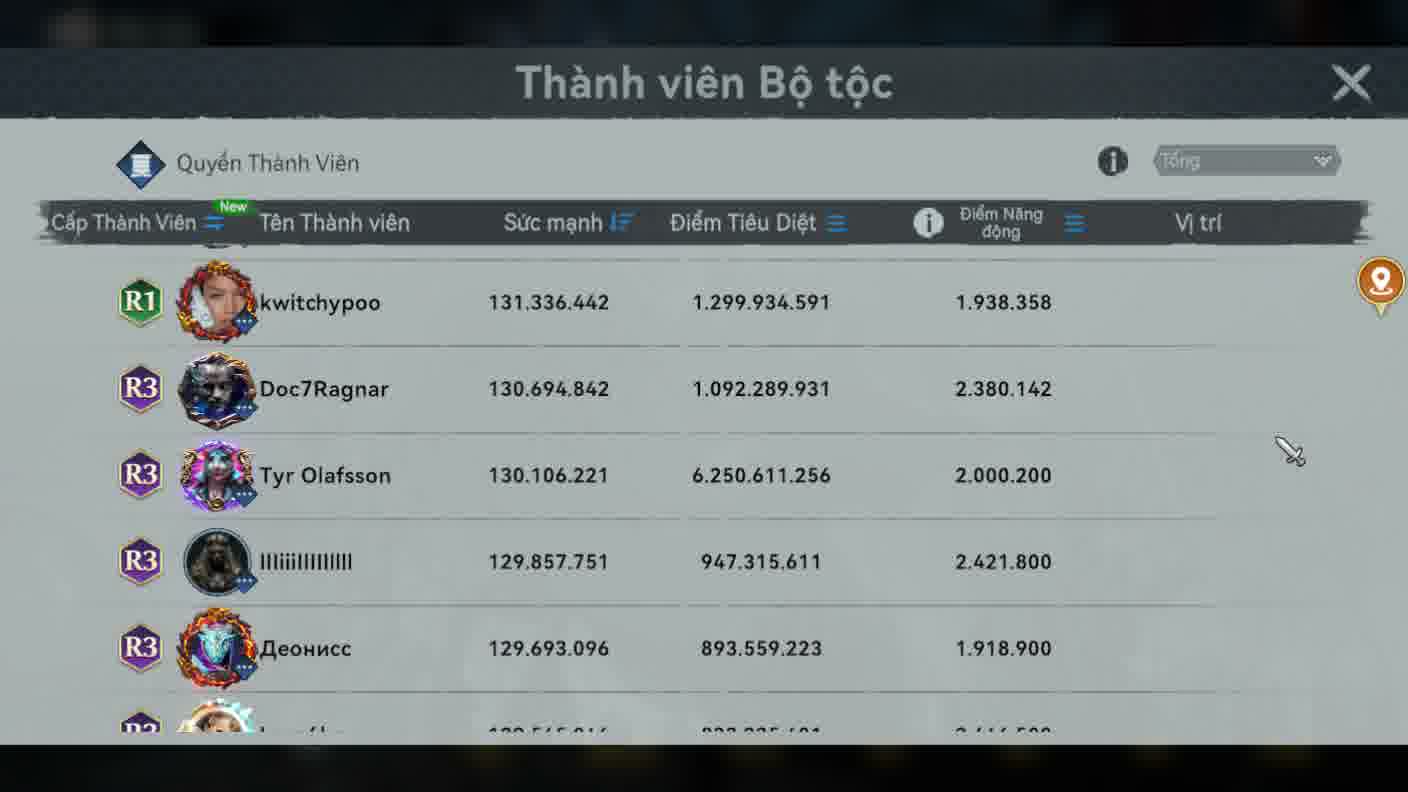 Thành viên Bộ tộc
Quyển Thành Viên
Tổng
New
Cấp Thành Viên Tên Thành viên Sức mạnh Điểm Tiêu Diệt Điểm Năng động Vị trí
R1 kwitchypoo 131.336.442 1.299.934.591 1.938.358
R3 Doc7Ragnar 130.694.842 1.092.289.931 2.380.142
R3 Tyr Olafsson 130.106.221 6.250.611.256 2.000.200
R3 129.857.751 947.315.611 2.421.800
R3 Деонисс 129.693.096 893.559.223 1.918.900